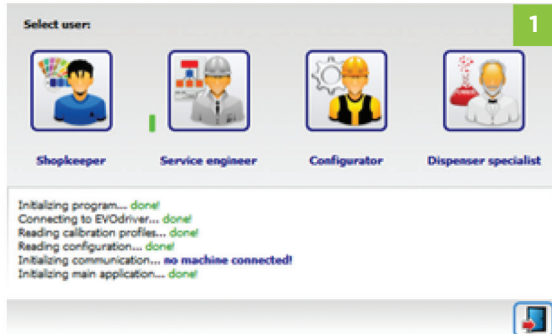 Select user:
1
Shopkeeper
Service engineer
Configurator
Dispenser specialist
Initializing program... done!
Connecting to EVOdriver... done!
Reading calibration profiles... done!
Reading configuration... done!
Initializing communication... no machine connected!
Initializing main application... done!